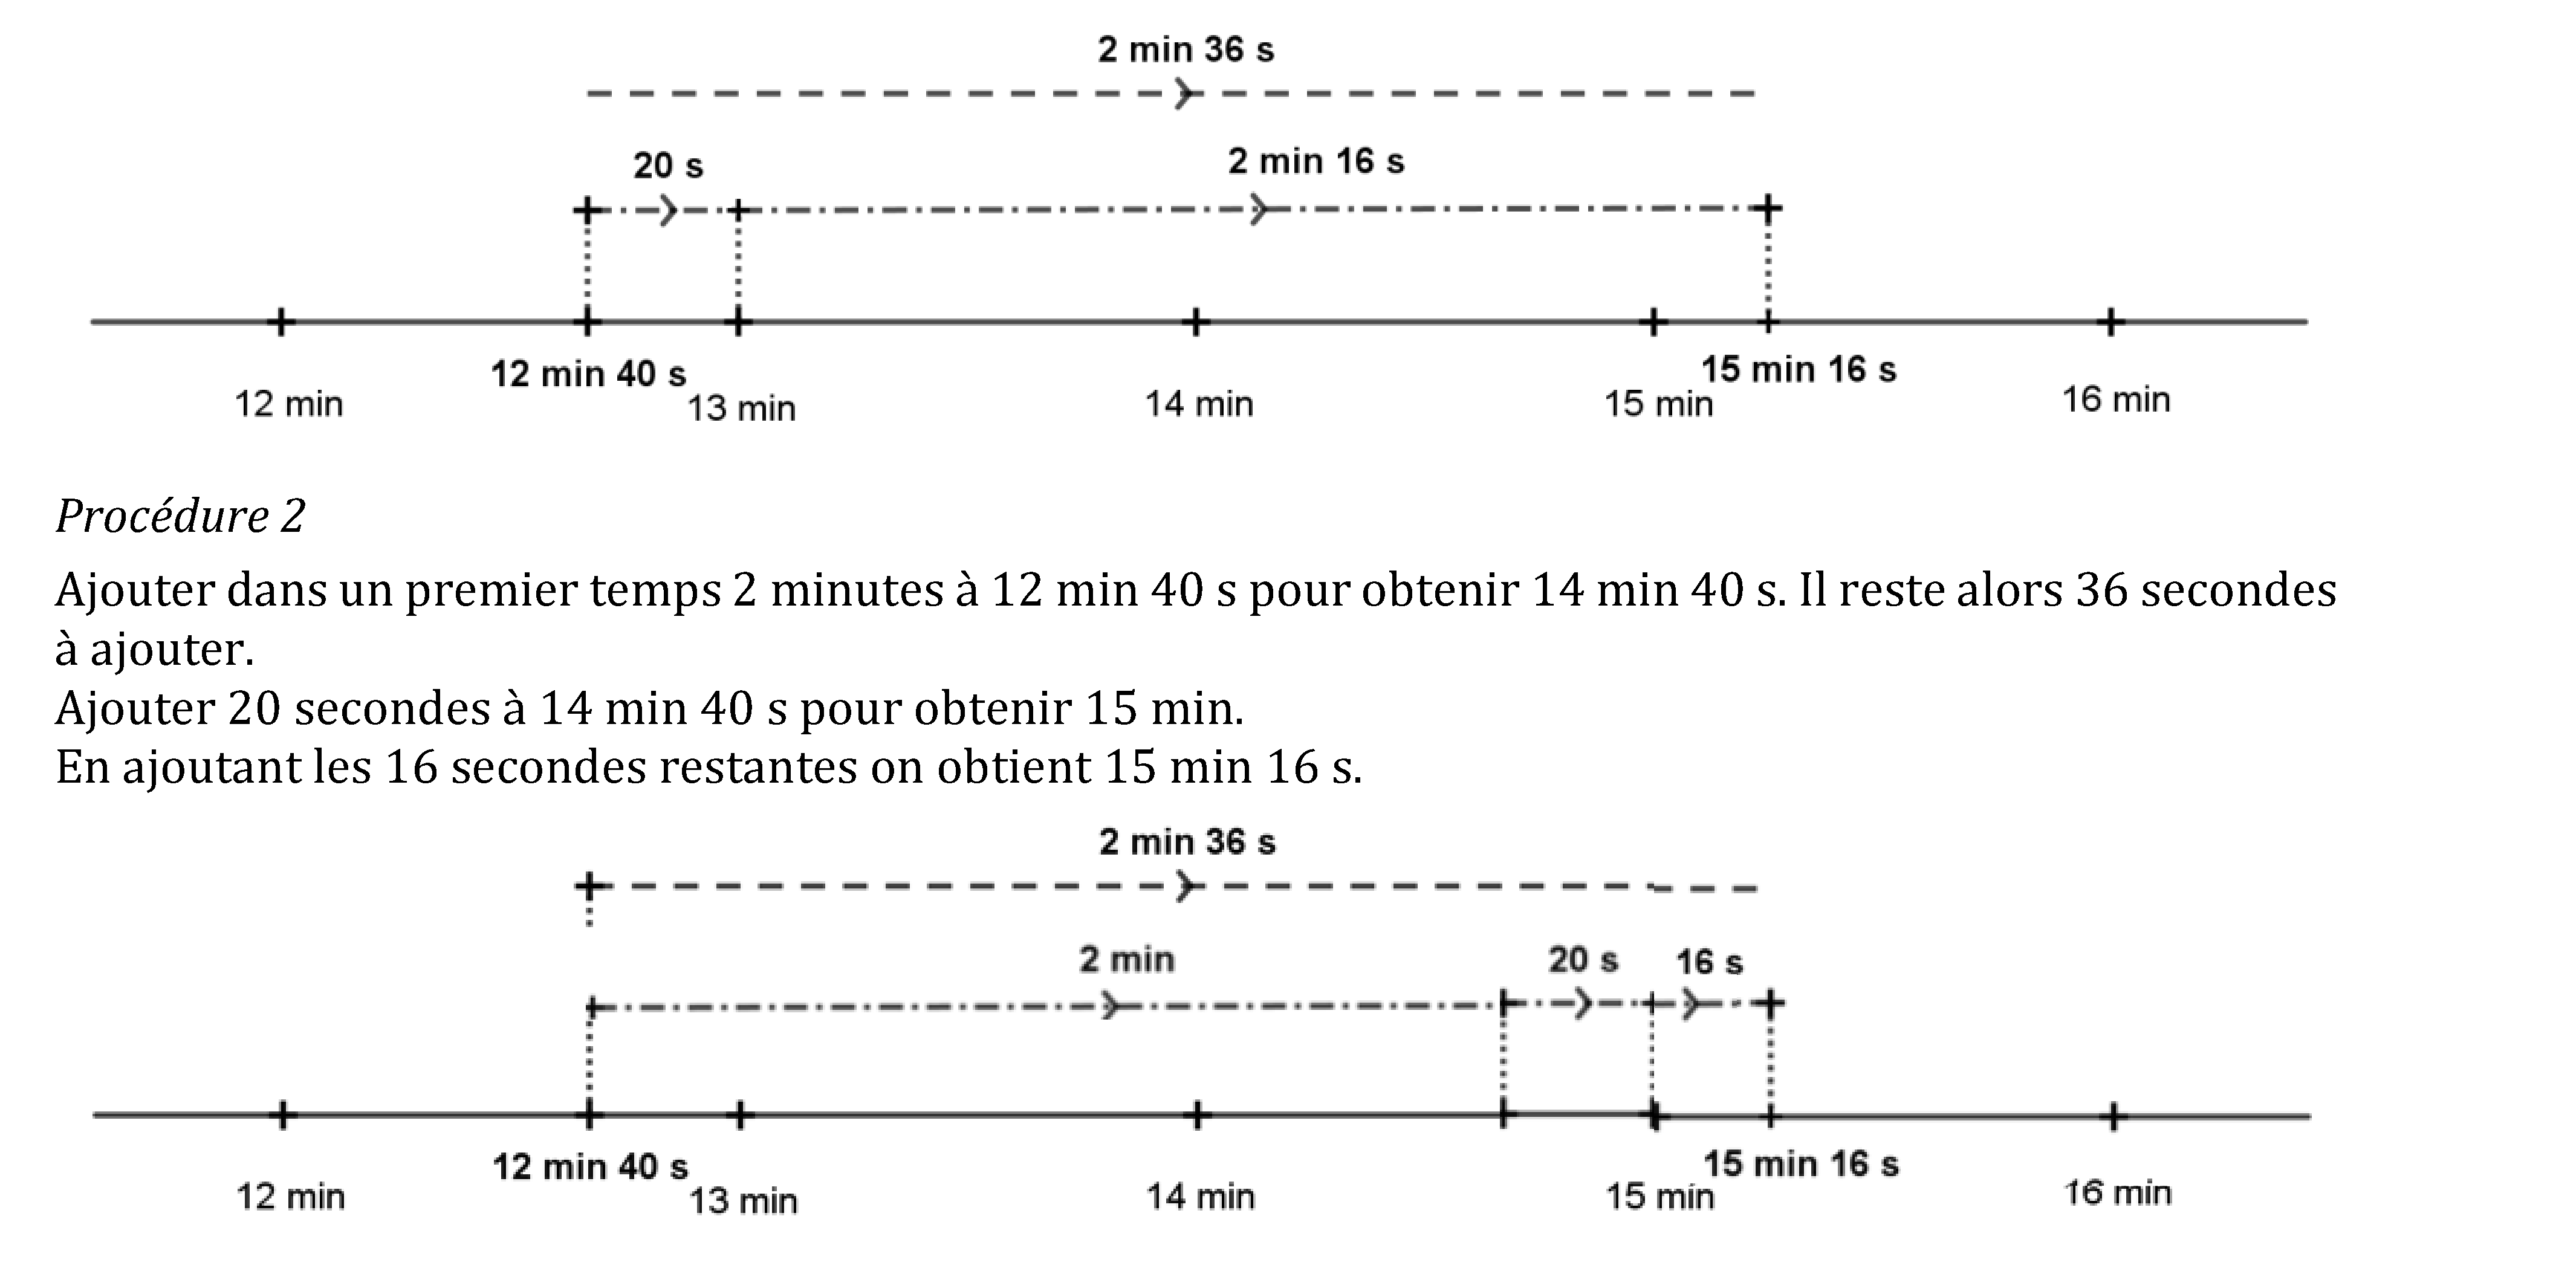 2 min 36 s
20 s
2 min 16 s
12 min 40 s
15 min 16 s
12 min
13 min
14 min
15 min
16 min
Procédure 2
Ajouter dans un premier temps 2 minutes à 12 min 40 s pour obtenir 14 min 40 s. Il reste alors 36 secondes
à ajouter.
Ajouter 20 secondes à 14 min 40 s pour obtenir 15 min.
En ajoutant les 16 secondes restantes on obtient 15 min 16 s.
2 min 36 s
2 min
20 s
16 s
12 min 40 s
15 min 16 s
12 min
13 min
14 min
15 min
16 min